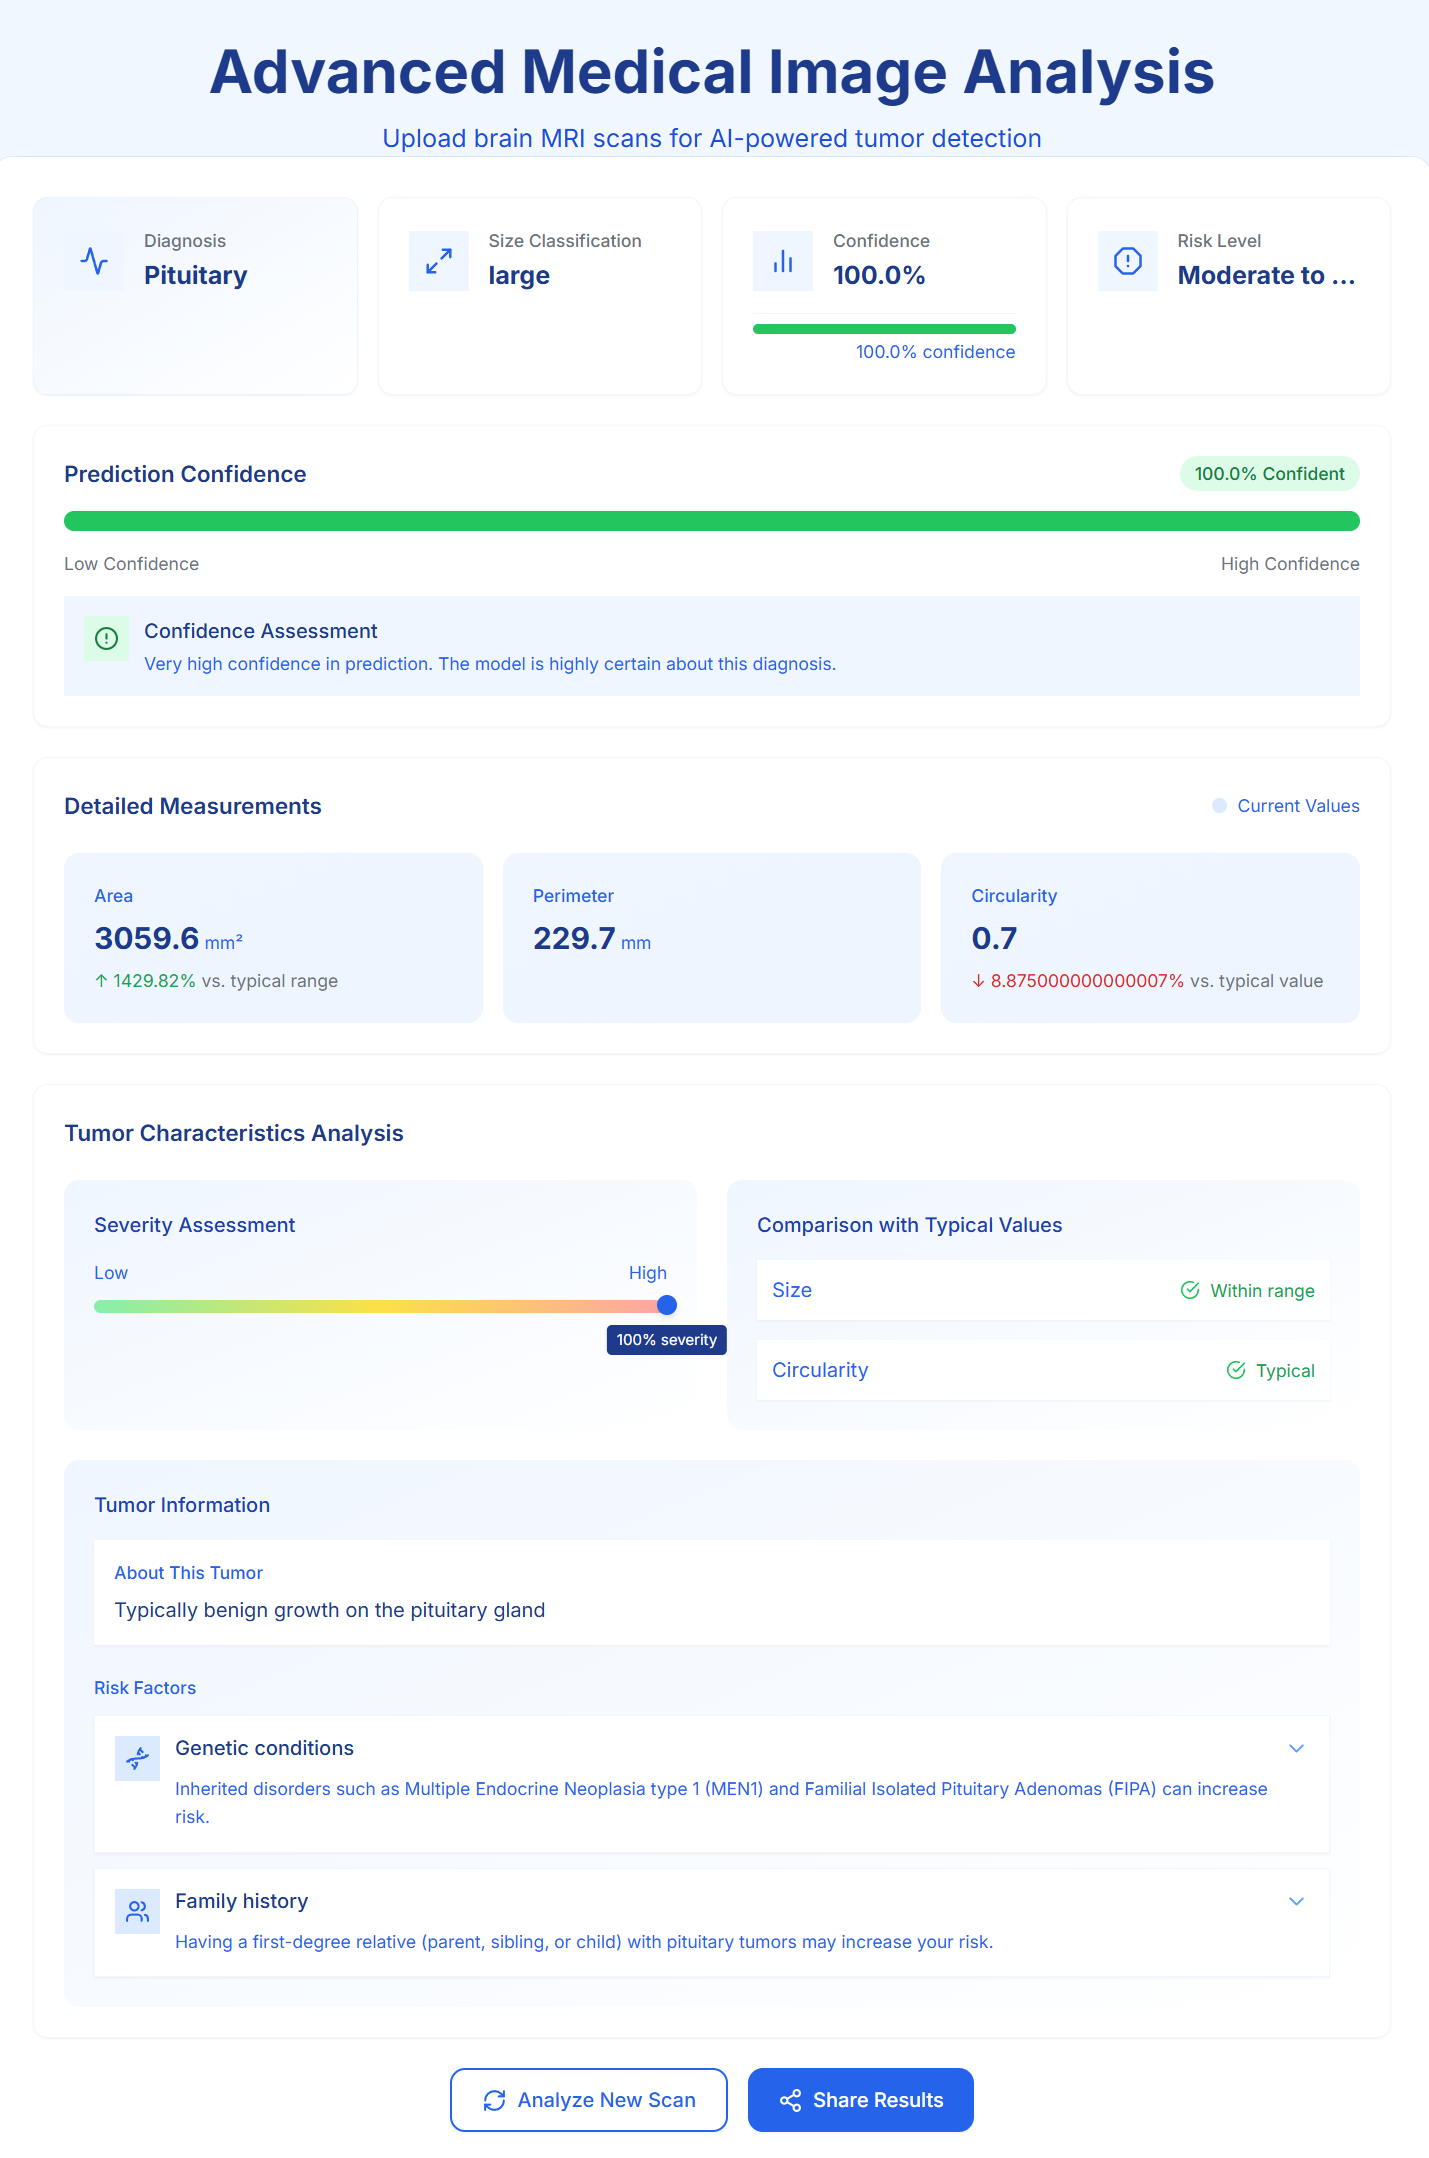 Advanced Medical Image Analysis
Upload brain MRI scans for AI-powered tumor detection
Diagnosis
Pituitary
Size Classification
large
Confidence
100.0%
100.0% confidence
Risk Level
Moderate to ...
Prediction Confidence
100.0% Confident
Low Confidence
High Confidence
Confidence Assessment
Very high confidence in prediction. The model is highly certain about this diagnosis.
Detailed Measurements
Current Values
Area
3059.6 mm²
↑ 1429.82% vs. typical range
Perimeter
229.7 mm
Circularity
0.7
↓ 8.875000000000007% vs. typical value
Tumor Characteristics Analysis
Severity Assessment
Low
High
100% severity
Comparison with Typical Values
Size
Within range
Circularity
Typical
Tumor Information
About This Tumor
Typically benign growth on the pituitary gland
Risk Factors
Genetic conditions
Inherited disorders such as Multiple Endocrine Neoplasia type 1 (MEN1) and Familial Isolated Pituitary Adenomas (FIPA) can increase
risk.
Family history
Having a first-degree relative (parent, sibling, or child) with pituitary tumors may increase your risk.
Analyze New Scan
Share Results